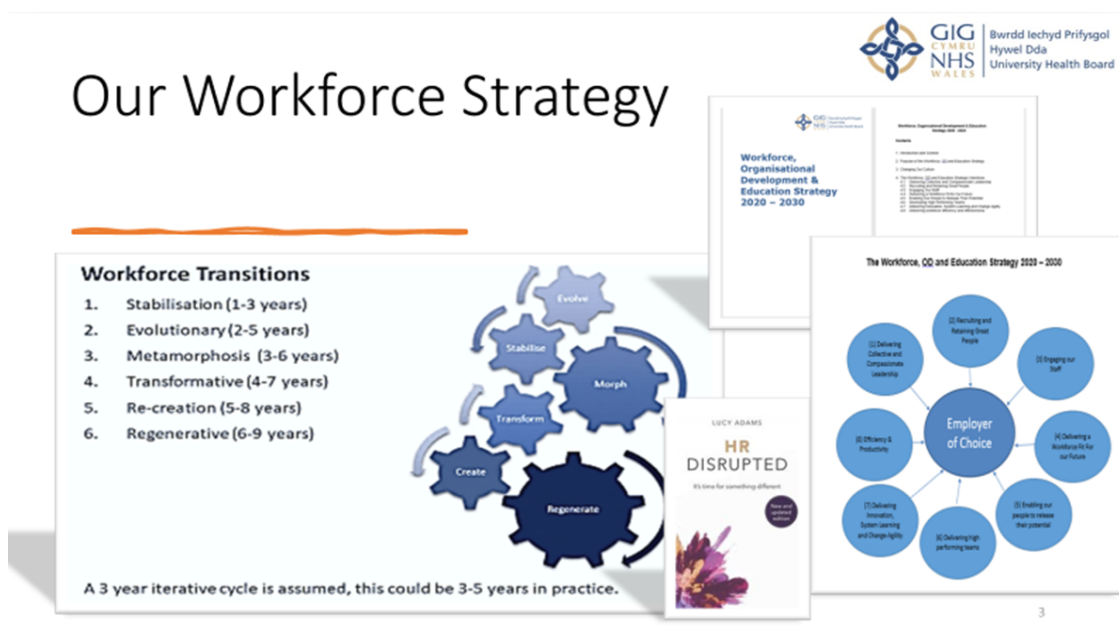 GIG
CYMRU
NHS
WALES
Bwrdd Iechyd Prifysgol
Hywel Dda
University Health Board
Our Workforce Strategy
Workforce,
Organisational
Development &
Education Strategy
2020 – 2030
Workforce, Organisational Development & Education
Strategy 2020 - 2030
Contents
Workforce Transitions
1. Stabilisation (1-3 years)
2. Evolutionary (2-5 years)
3. Metamorphosis (3-6 years)
4. Transformative (4-7 years)
5. Re-creation (5-8 years)
6. Regenerative (6-9 years)
Evolve
Stabilise
Morph
Transform
Create
Regenerate
A 3 year iterative cycle is assumed, this could be 3-5 years in practice.
LUCY ADAMS
HR
DISRUPTED
It's time for something different
New and
updated
edition
The Workforce, OD and Education Strategy 2020 – 2030
(2) Recruiting and
Retaining Great
People
(1) Delivering
Collective and
Compassionate
Leadership
(3) Engaging our
Staff
Employer
of Choice
(4) Delivering a
Workforce Fit For
our Future
(8) Efficiency &
Productivity
(5) Enabling our
people to release
their potential
(7) Delivering
Innovation,
System Learning
and Change Agility
(6) Delivering high
performing teams
3